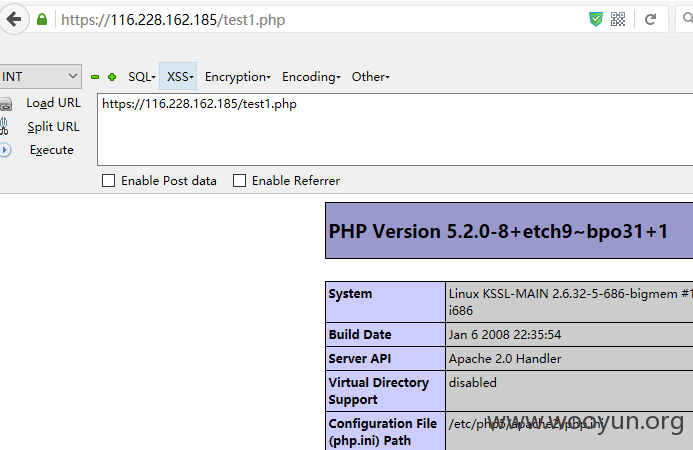 https://116.228.162.185/test1.php
INT SQL▾ XSS▾ Encryption▾ Encoding▾ Other▾
Load URL https://116.228.162.185/test1.php
Split URL
Execute
Enable Post data Enable Referrer
PHP Version 5.2.0-8+etch9~bpo31+1
System Linux KSSL-MAIN 2.6.32-5-686-bigmem #1
i686
Build Date Jan 6 2008 22:35:54
Server API Apache 2.0 Handler
Virtual Directory disabled
Support
Configuration File /etc/php5/apache2/php.ini
(php.ini) Path
www.wooyun.org